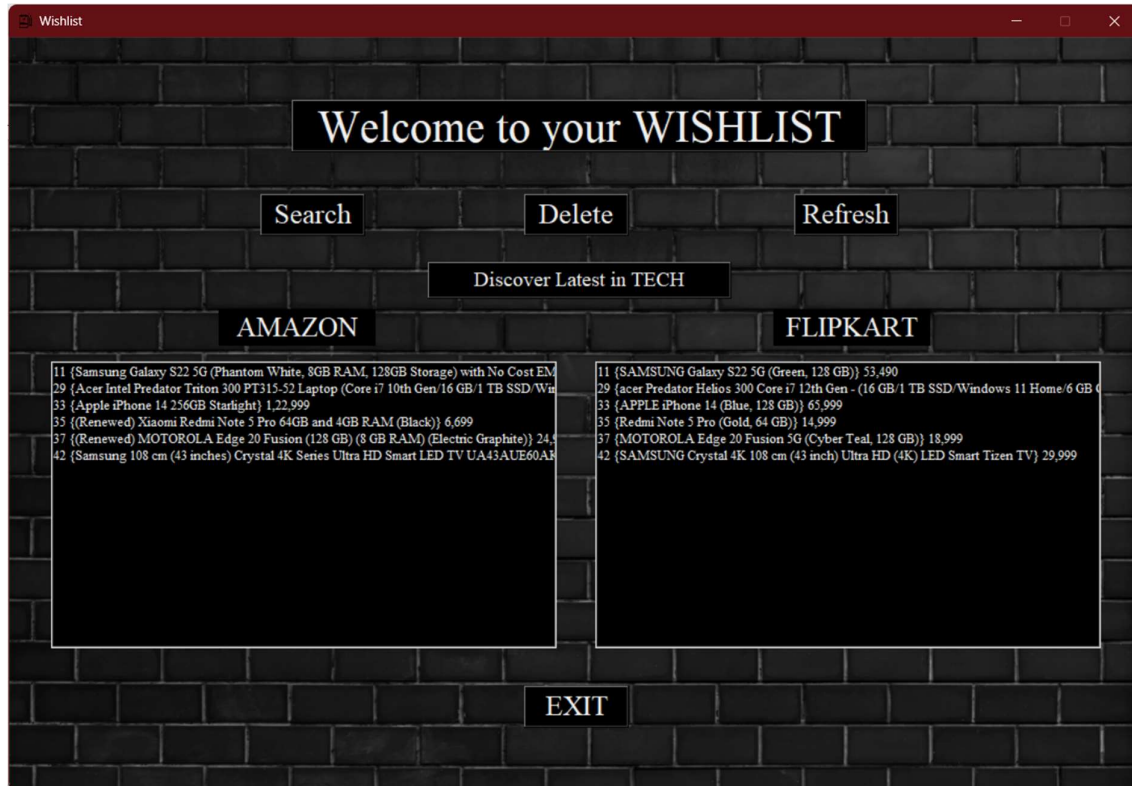 Wishlist
Welcome to your WISHLIST
Search Delete Refresh
Discover Latest in TECH
AMAZON
11 {Samsung Galaxy S22 5G (Phantom White, 8GB RAM, 128GB Storage) with No Cost EM
29 {Acer Intel Predator Triton 300 PT315-52 Laptop (Core i7 10th Gen/16 GB/1 TB SSD/Win
33 {Apple iPhone 14 256GB Starlight} 1,22,999
35 {(Renewed) Xiaomi Redmi Note 5 Pro 64GB and 4GB RAM (Black)} 6,699
37 {(Renewed) MOTOROLA Edge 20 Fusion (128 GB) (8 GB RAM) (Electric Graphite)} 24,9
42 {Samsung 108 cm (43 inches) Crystal 4K Series Ultra HD Smart LED TV UA43AUE60AK
FLIPKART
11 {SAMSUNG Galaxy S22 5G (Green, 128 GB)} 53,490
29 {acer Predator Helios 300 Core i7 12th Gen - (16 GB/1 TB SSD/Windows 11 Home/6 GB
33 {APPLE iPhone 14 (Blue, 128 GB)} 65,999
35 {Redmi Note 5 Pro (Gold, 64 GB)} 14,999
37 {MOTOROLA Edge 20 Fusion 5G (Cyber Teal, 128 GB)} 18,999
42 {SAMSUNG Crystal 4K 108 cm (43 inch) Ultra HD (4K) LED Smart Tizen TV} 29,999
EXIT